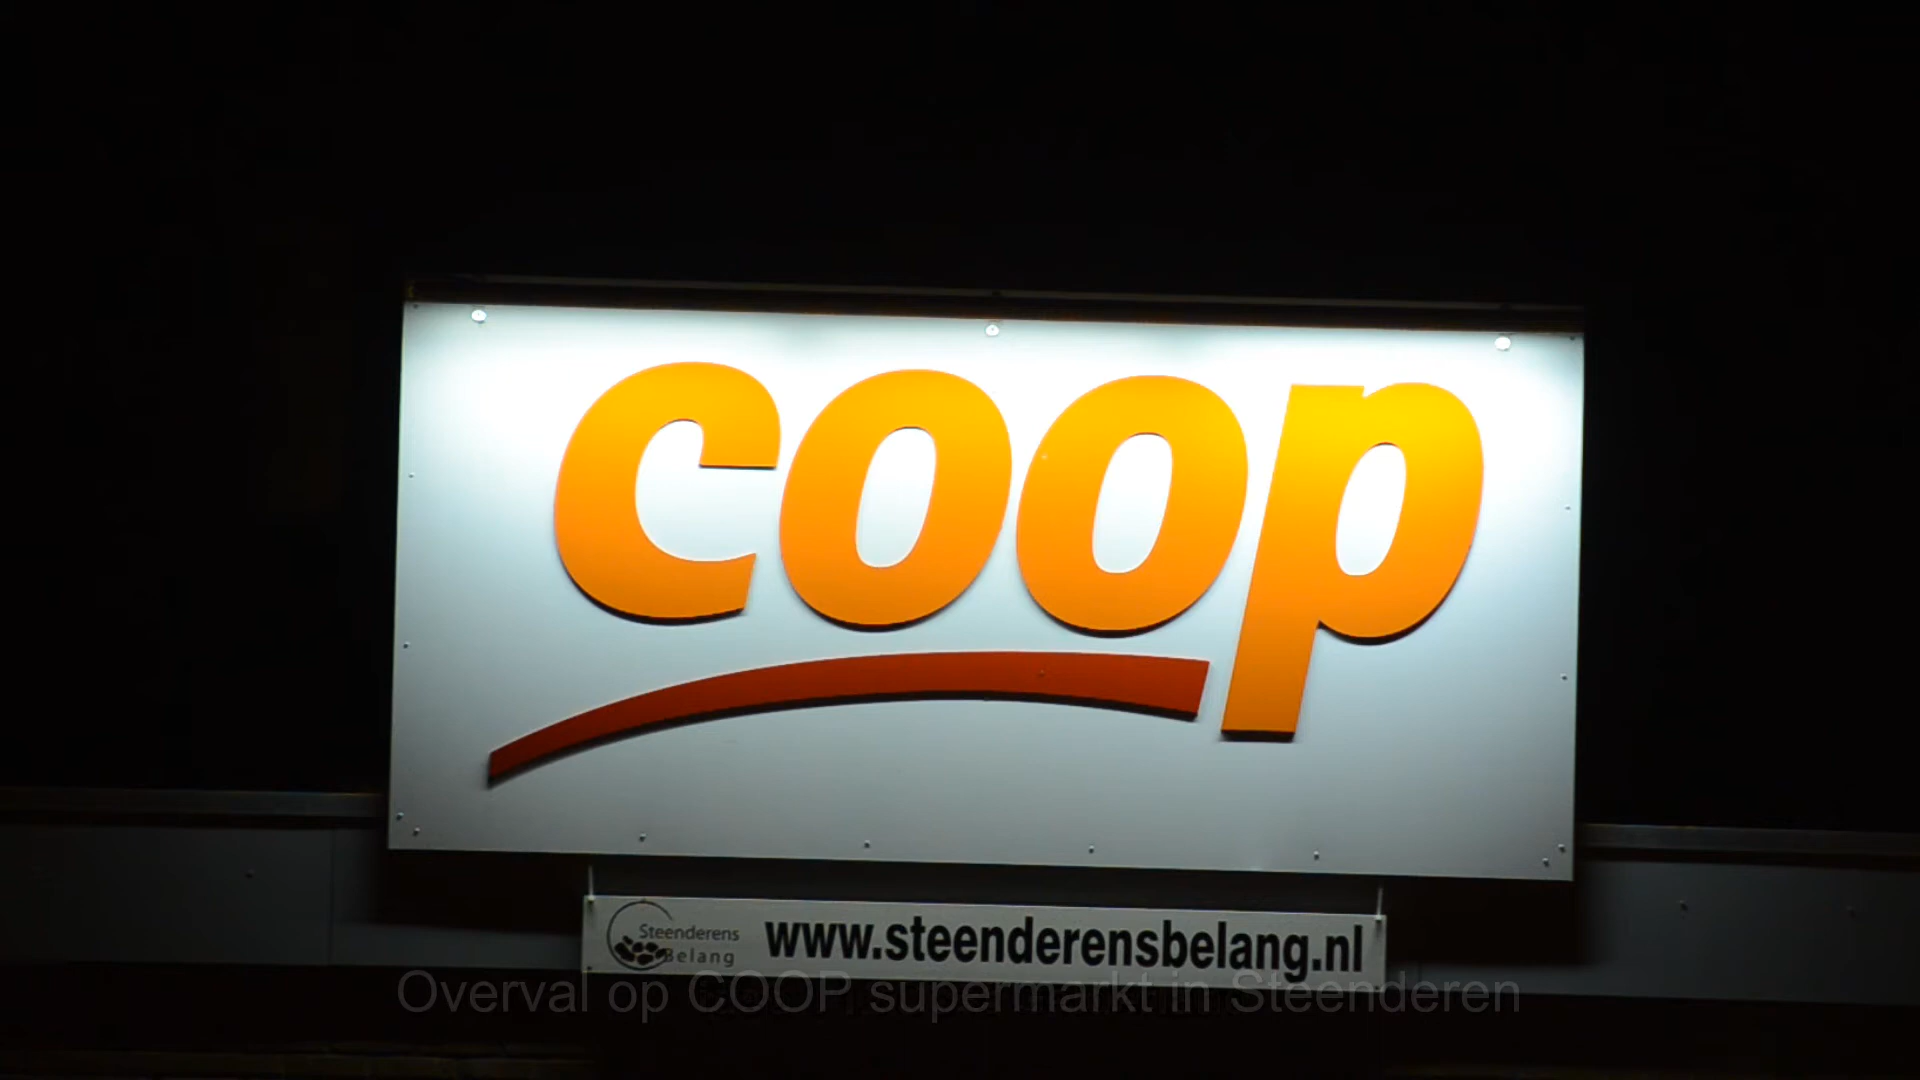 coop
Steenderens
Belang
www.steenderensbelang.nl
Overval op COOP supermarkt in Steenderen